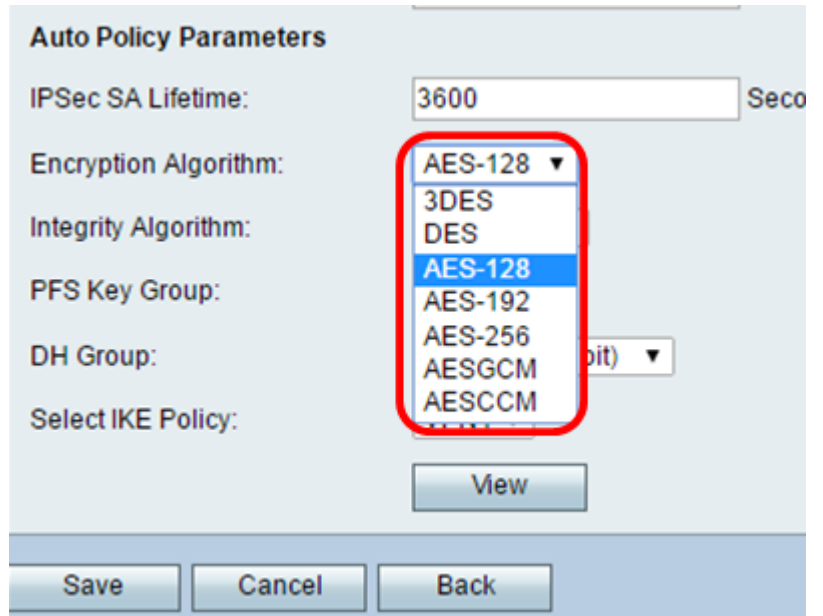 Auto Policy Parameters
IPSec SA Lifetime: 3600 Seco
Encryption Algorithm: AES-128
3DES
Integrity Algorithm:
DES
AES-128
PFS Key Group:
AES-192
AES-256
DH Group: bit)
AESGCM
AESCCM
Select IKE Policy:
View
Save Cancel Back